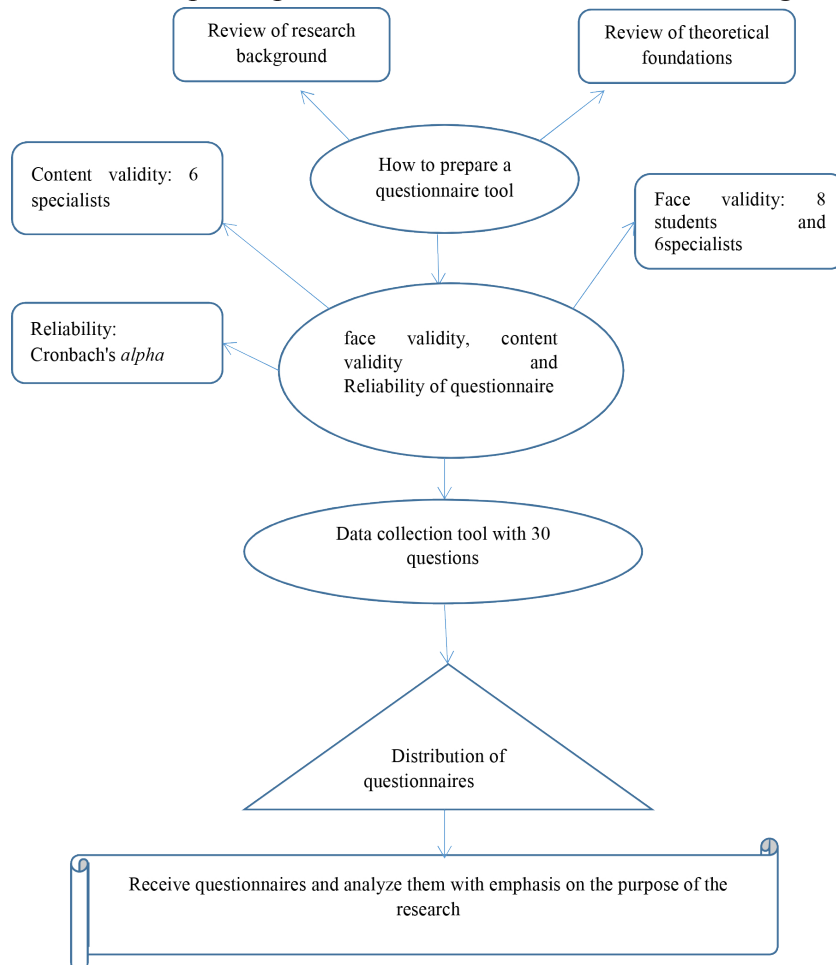 Review of research
background
Review of theoretical
foundations
How to prepare a
questionnaire tool
Content validity: 6
specialists
Face validity: 8
students and
6specialists
Reliability:
Cronbach's alpha
face validity, content
validity and
Reliability of questionnaire
Data collection tool with 30
questions
Distribution of
questionnaires
Receive questionnaires and analyze them with emphasis on the purpose of the
research